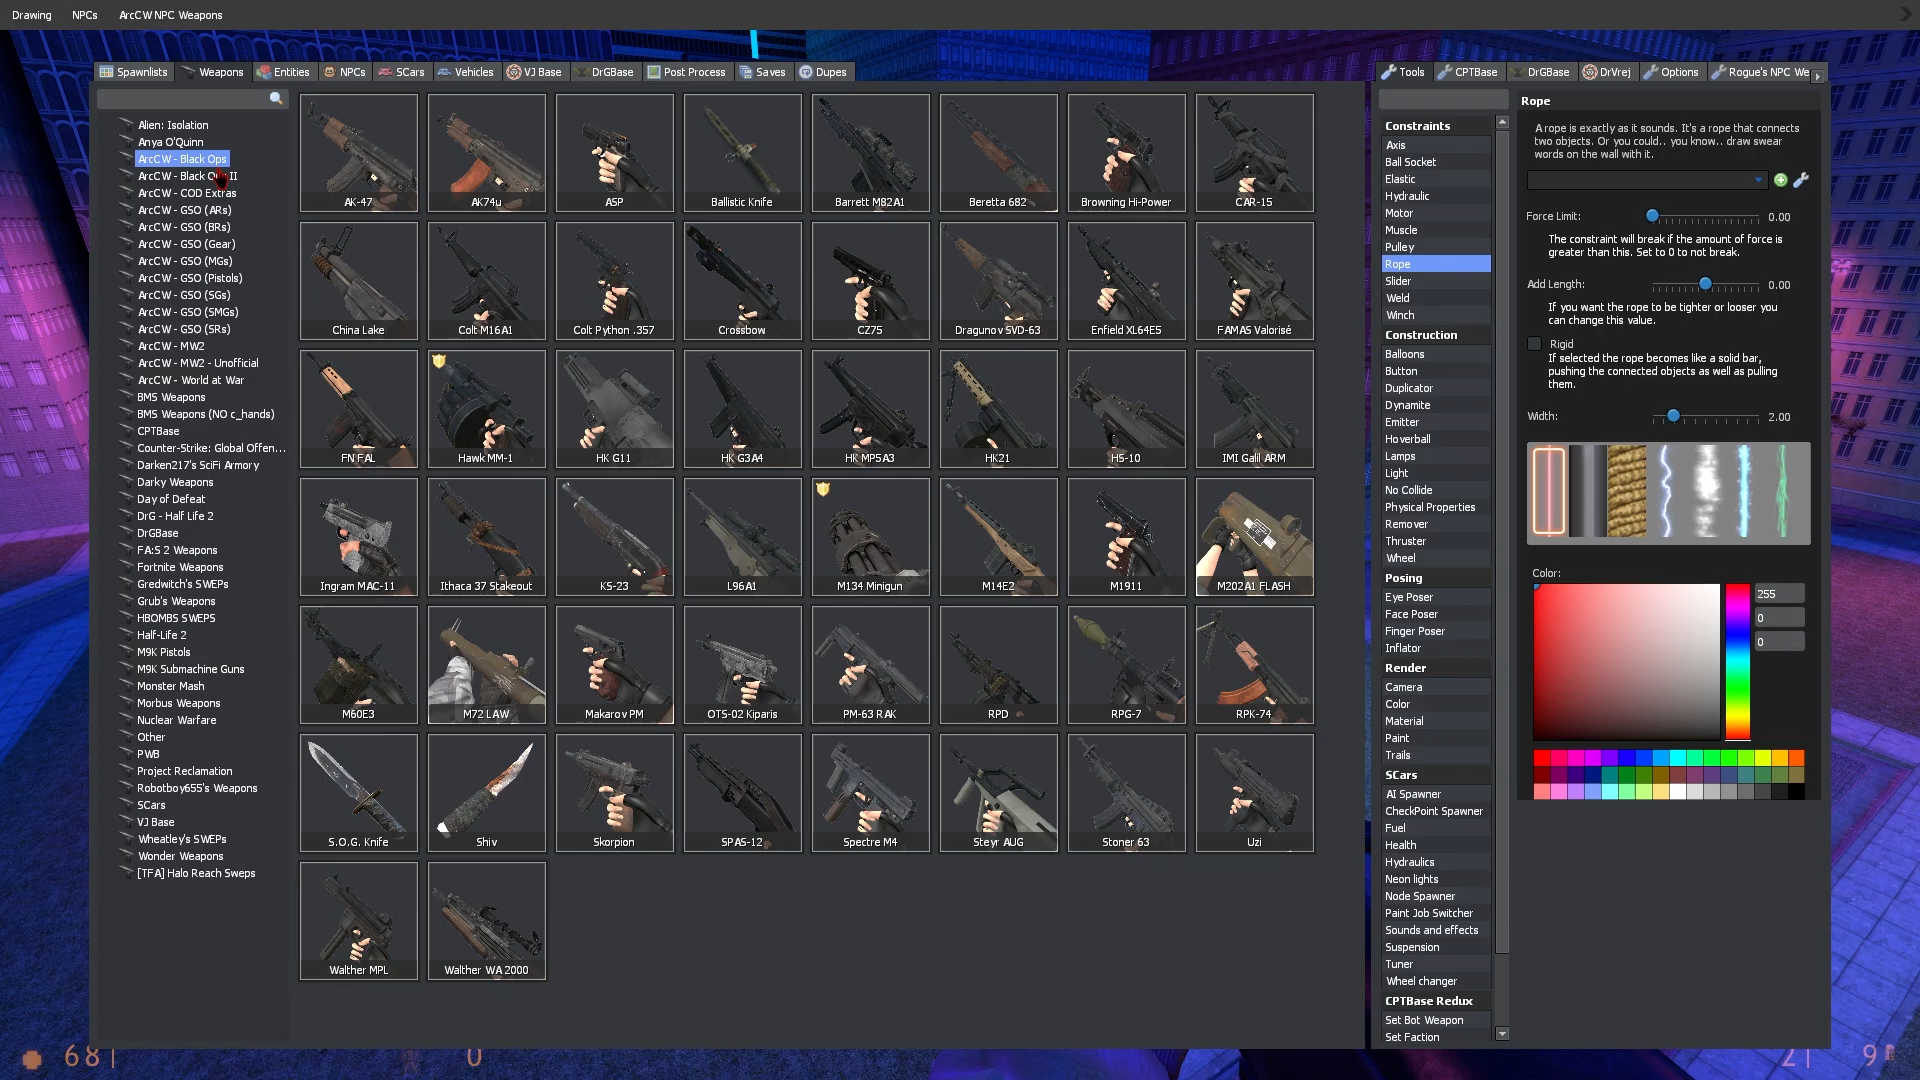 Drawing NPCs ArcCW NPC Weapons
Spawnlists Weapons Entities NPCs SCars Vehicles VJ Base DrGBase Post Process Saves Dupes
Alien: Isolation
Anya O'Quinn
ArcCW - Black Ops
ArcCW - Black Ops II
ArcCW - COD Extras
ArcCW - GSO (ARs)
ArcCW - GSO (BRs)
ArcCW - GSO (Gear)
ArcCW - GSO (MGs)
ArcCW - GSO (Pistols)
ArcCW - GSO (SGs)
ArcCW - GSO (SMGs)
ArcCW - GSO (SRs)
ArcCW - MW2
ArcCW - MW2 - Unofficial
ArcCW - World at War
BMS Weapons
BMS Weapons (NO c_hands)
CPTBase
Counter-Strike: Global Offen...
Darken217's SciFi Armory
Darky Weapons
Day of Defeat
DrG - Half Life 2
DrGBase
FA:S 2 Weapons
Fortnite Weapons
Gredwitch's SWEPs
Grub's Weapons
HBOMBS SWEPS
Half-Life 2
M9K Pistols
M9K Submachine Guns
Monster Mash
Morbus Weapons
Nuclear Warfare
Other
PWB
Project Reclamation
Robotboy655's Weapons
SCars
VJ Base
Wheatley's SWEPs
Wonder Weapons
[TFA] Halo Reach Sweps
AK-47 AK74u ASP Ballistic Knife Barrett M82A1 Beretta 682 Browning Hi-Power CAR-15
China Lake Colt M16A1 Colt Python .357 Crossbow CZ75 Dragunov SVD-63 Enfield XL64E5 FAMAS Valorisé
FN FAL Hawk MM-1 HK G11 HK G3A4 HK MP5A3 HK21 HS-10 IMI Galil ARM
Ingram MAC-11 Ithaca 37 Stakeout KS-23 L96A1 M134 Minigun M14E2 M1911 M202A1 FLASH
M60E3 M72 LAW Makarov PM OTS-02 Kiparis PM-63 RAK RPD RPG-7 RPK-74
S.O.G. Knife Shiv Skorpion SPAS-12 Spectre M4 Steyr AUG Stoner 63 Uzi
Walther MPL Walther WA 2000
Tools CPTBase DrGBase DrVrej Options Rogue's NPC We
Constraints
Axis
Ball Socket
Elastic
Hydraulic
Motor
Muscle
Pulley
Rope
Slider
Weld
Winch
Construction
Balloons
Button
Duplicator
Dynamite
Emitter
Hoverball
Lamps
Light
No Collide
Physical Properties
Remover
Thruster
Wheel
Posing
Eye Poser
Face Poser
Finger Poser
Inflator
Render
Camera
Color
Material
Paint
Trails
SCars
AI Spawner
CheckPoint Spawner
Fuel
Health
Hydraulics
Neon lights
Node Spawner
Paint Job Switcher
Sounds and effects
Suspension
Tuner
Wheel changer
CPTBase Redux
Set Bot Weapon
Set Faction
Rope
A rope is exactly as it sounds. It's a rope that connects
two objects. Or you could.. you know.. draw swear
words on the wall with it.
Force Limit: 0.00
The constraint will break if the amount of force is
greater than this. Set to 0 to not break.
Add Length: 0.00
If you want the rope to be tighter or looser you
can change this value.
Rigid
If selected the rope becomes like a solid bar,
pushing the connected objects as well as pulling
them.
Width: 2.00
Color:
255
0
0
68 0 21 9